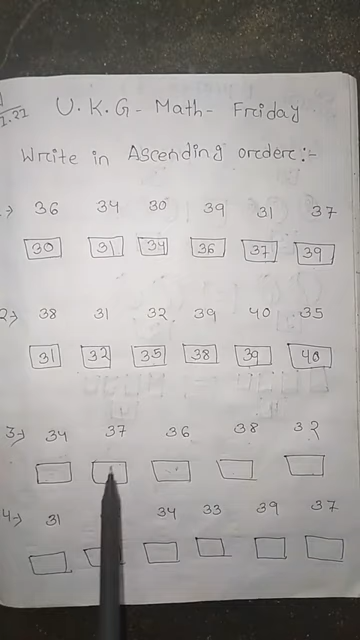 U.K.G - Math - Friday
Write in Ascending order:-
36 34 30 39 31 37
30 31 34 36 37 39
2) 38 31 32 39 40 35
31 32 35 38 39 40
3) 34 37 36 38 32
4) 31 34 33 39 37